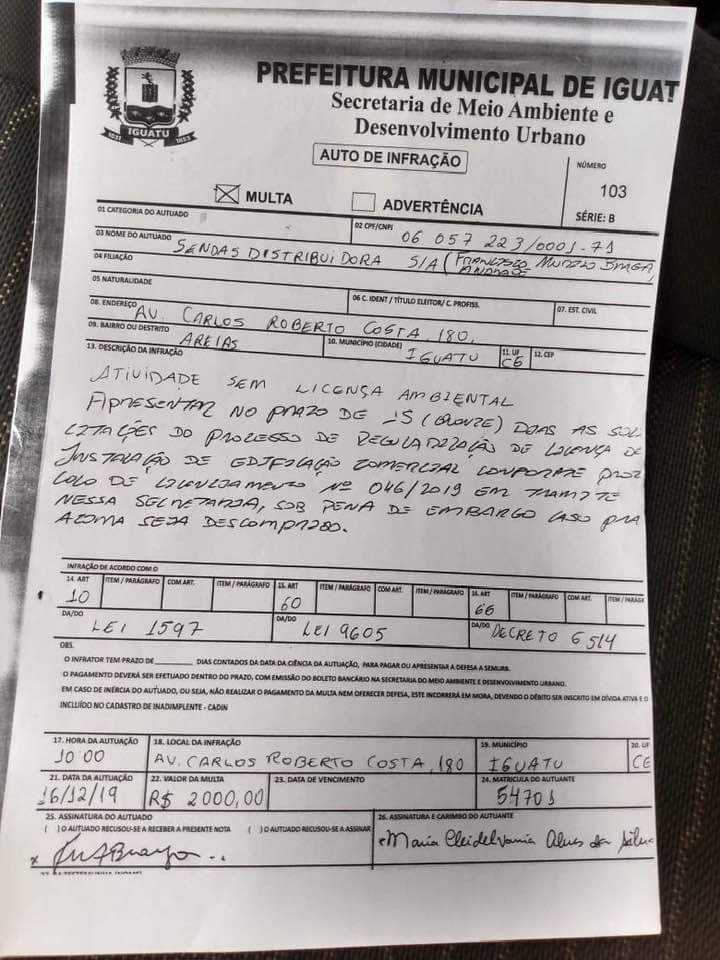 PREFEITURA MUNICIPAL DE IGUAT
Secretaria de Meio Ambiente e
Desenvolvimento Urbano
IGUATU
AUTO DE INFRAÇÃO
NÚMERO
103
SÉRIE: B
MULTA
ADVERTÊNCIA
01 CATEGORIA DO AUTUADO
02 CPF/CNPJ
06 057 223/0001-71
03 NOME DO AUTUADO
SENDAS DISTRIBUIDORA S/A (FRANCISCO MURILO BRAGA,
ANDRADE
04 FILIAÇÃO
05 NATURALIDADE
06 C. IDENT / TÍTULO ELEITOR/ C. PROFISS.
07. EST. CIVIL
08. ENDEREÇO
AV. CARLOS ROBERTO COSTA, 180,
09. BAIRRO OU DISTRITO
AREIAS
10. MUNICÍPIO (CIDADE)
IGUATU
11. UF
CE
12. CEP
13. DESCRIÇÃO DA INFRAÇÃO
ATIVIDADE SEM LICENÇA AMBIENTAL
APRESENTAR NO PRAZO DE 15 (QUINZE) DIAS AS SOLI
CITAÇÕES DO PROCESSO DE REGULARIZAÇÃO DE LICENÇA DE
INSTALAÇÃO DE EDIFICAÇÃO COMERCIAL CONFORME PROTO
COLO DE LICENCIAMENTO Nº 046/2019 EM TRAMITE
NESSA SECRETARIA, SOB PENA DE EMBARGO CASO PRA
ACIMA SEJA DESCUMPRIDO.
INFRAÇÃO DE ACORDO COM O
14. ART ITEM / PARÁGRAFO COM ART. ITEM / PARÁGRAFO 15. ART ITEM / PARÁGRAFO COM ART. ITEM / PARÁGRAFO 16. ART ITEM / PARÁGRAFO COM ART. ITEM / PARÁGRA
10 60 66
DA/DO LEI 1597 DA/DO LEI 9605 DA/DO DECRETO 6514
OBS.
O INFRATOR TEM PRAZO DE__________ DIAS CONTADOS DA DATA DA CIÊNCIA DA AUTUAÇÃO, PARA PAGAR OU APRESENTAR A DEFESA A SEMURB.
O PAGAMENTO DEVERÁ SER EFETUADO DENTRO DO PRAZO, COM EMISSÃO DO BOLETO BANCÁRIO NA SECRETARIA DO MEIO AMBIENTE E DESENVOLVIMENTO URBANO.
EM CASO DE INÉRCIA DO AUTUADO, OU SEJA, NÃO REALIZAR O PAGAMENTO DA MULTA NEM OFERECER DEFESA, ESTE INCORRERÁ EM MORA, DEVENDO O DÉBITO SER INSCRITO EM DÍVIDA ATIVA E O
INCLUÍDO NO CADASTRO DE INADIMPLENTE - CADIN
17. HORA DA AUTUAÇÃO
10:00
18. LOCAL DA INFRAÇÃO
AV. CARLOS ROBERTO COSTA, 180
19. MUNICÍPIO
IGUATU
20. UF
CE
21. DATA DA AUTUAÇÃO
16/12/19
22. VALOR DA MULTA
R$ 2000,00
23. DATA DE VENCIMENTO
24. MATRICULA DO AUTUANTE
54701
25. ASSINATURA DO AUTUADO
( ) O AUTUADO RECUSOU-SE A RECEBER A PRESENTE NOTA ( ) O AUTUADO RECUSOU-SE A ASSINAR
26. ASSINATURA E CARIMBO DO AUTUANTE
Maria Cleidelvania Alves da Silva